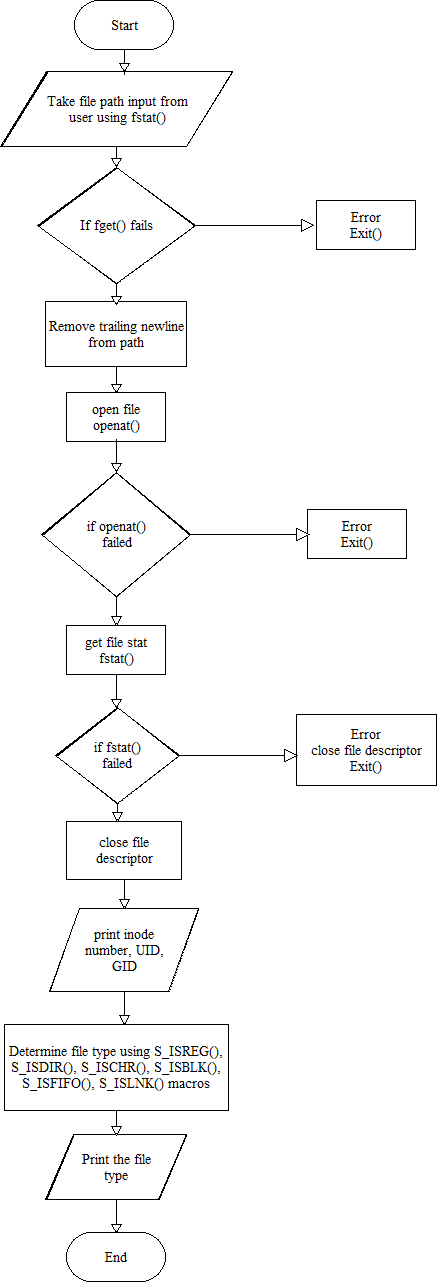 Start
Take file path input from
user using fstat()
If fget() fails
Error
Exit()
Remove trailing newline
from path
open file
openat()
if openat()
failed
Error
Exit()
get file stat
fstat()
if fstat()
failed
Error
close file descriptor
Exit()
close file
descriptor
print inode
number, UID,
GID
Determine file type using S_ISREG(),
S_ISDIR(), S_ISCHR(), S_ISBLK(),
S_ISFIFO(), S_ISLNK() macros
Print the file
type
End